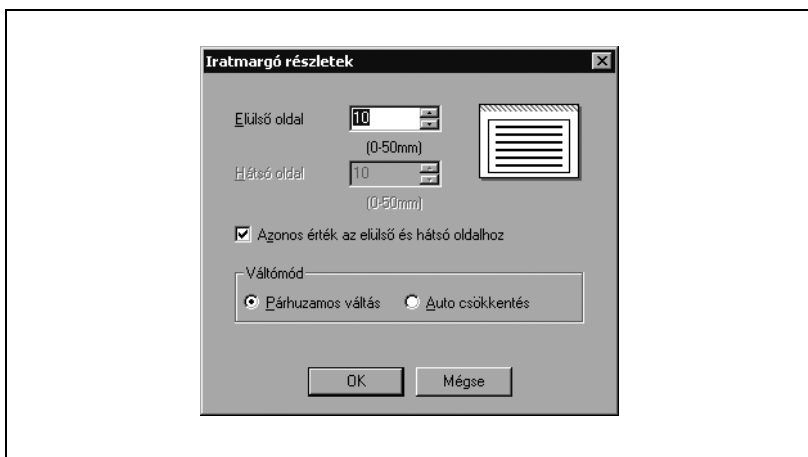 Iratmargó részletek
Elülső oldal 10
(0-50mm)
Hátsó oldal 10
(0-50mm)
Azonos érték az elülső és hátsó oldalhoz
Váltómód
Párhuzamos váltás Auto csökkentés
OK Mégse